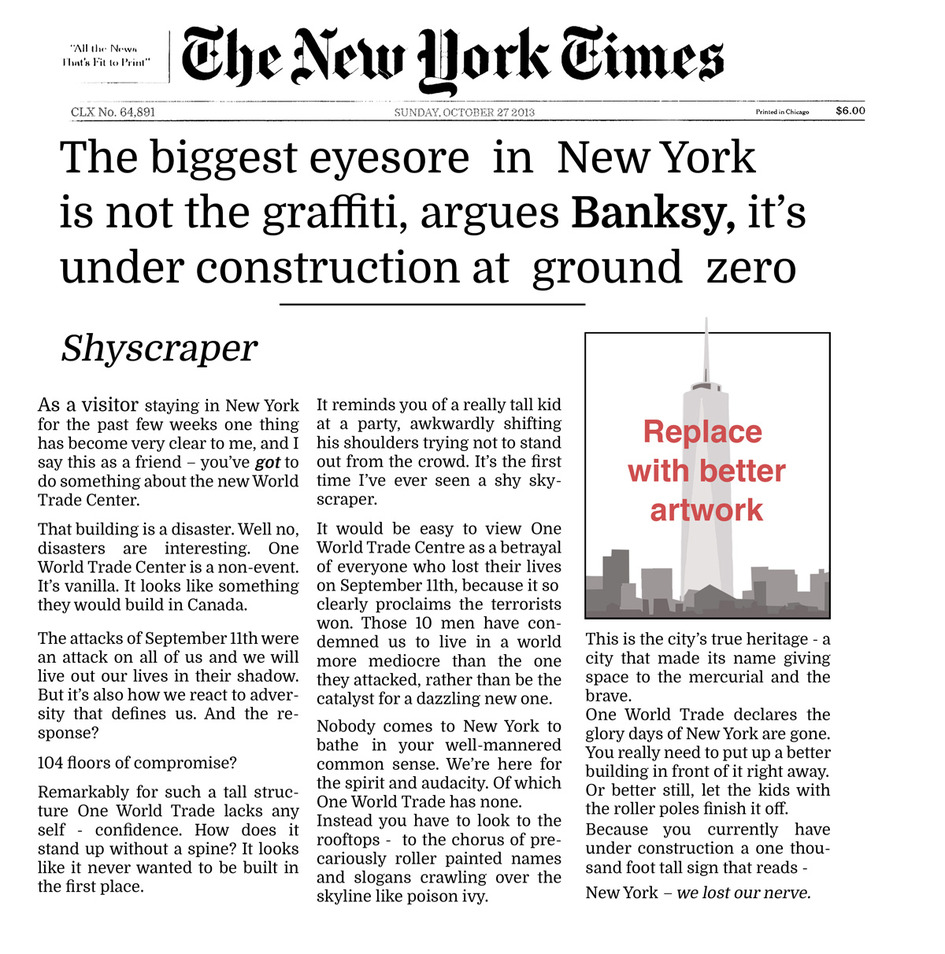 "All the News
That's Fit to Print"
The New York Times
CLX No. 64,891
SUNDAY, OCTOBER 27 2013
Printed in Chicago
$6.00
The biggest eyesore in New York
is not the graffiti, argues Banksy, it's
under construction at ground zero
Shyscraper
As a visitor staying in New York
for the past few weeks one thing
has become very clear to me, and I
say this as a friend – you've got to
do something about the new World
Trade Center.
That building is a disaster. Well no,
disasters are interesting. One
World Trade Center is a non-event.
It's vanilla. It looks like something
they would build in Canada.
The attacks of September 11th were
an attack on all of us and we will
live out our lives in their shadow.
But it's also how we react to adver-
sity that defines us. And the re-
sponse?
104 floors of compromise?
Remarkably for such a tall struc-
ture One World Trade lacks any
self - confidence. How does it
stand up without a spine? It looks
like it never wanted to be built in
the first place.
It reminds you of a really tall kid
at a party, awkwardly shifting
his shoulders trying not to stand
out from the crowd. It's the first
time I've ever seen a shy sky-
scraper.
It would be easy to view One
World Trade Centre as a betrayal
of everyone who lost their lives
on September 11th, because it so
clearly proclaims the terrorists
won. Those 10 men have con-
demned us to live in a world
more mediocre than the one
they attacked, rather than be the
catalyst for a dazzling new one.
Nobody comes to New York to
bathe in your well-mannered
common sense. We're here for
the spirit and audacity. Of which
One World Trade has none.
Instead you have to look to the
rooftops - to the chorus of pre-
cariously roller painted names
and slogans crawling over the
skyline like poison ivy.
Replace
with better
artwork
This is the city's true heritage - a
city that made its name giving
space to the mercurial and the
brave.
One World Trade declares the
glory days of New York are gone.
You really need to put up a better
building in front of it right away.
Or better still, let the kids with
the roller poles finish it off.
Because you currently have
under construction a one thou-
sand foot tall sign that reads -
New York – we lost our nerve.